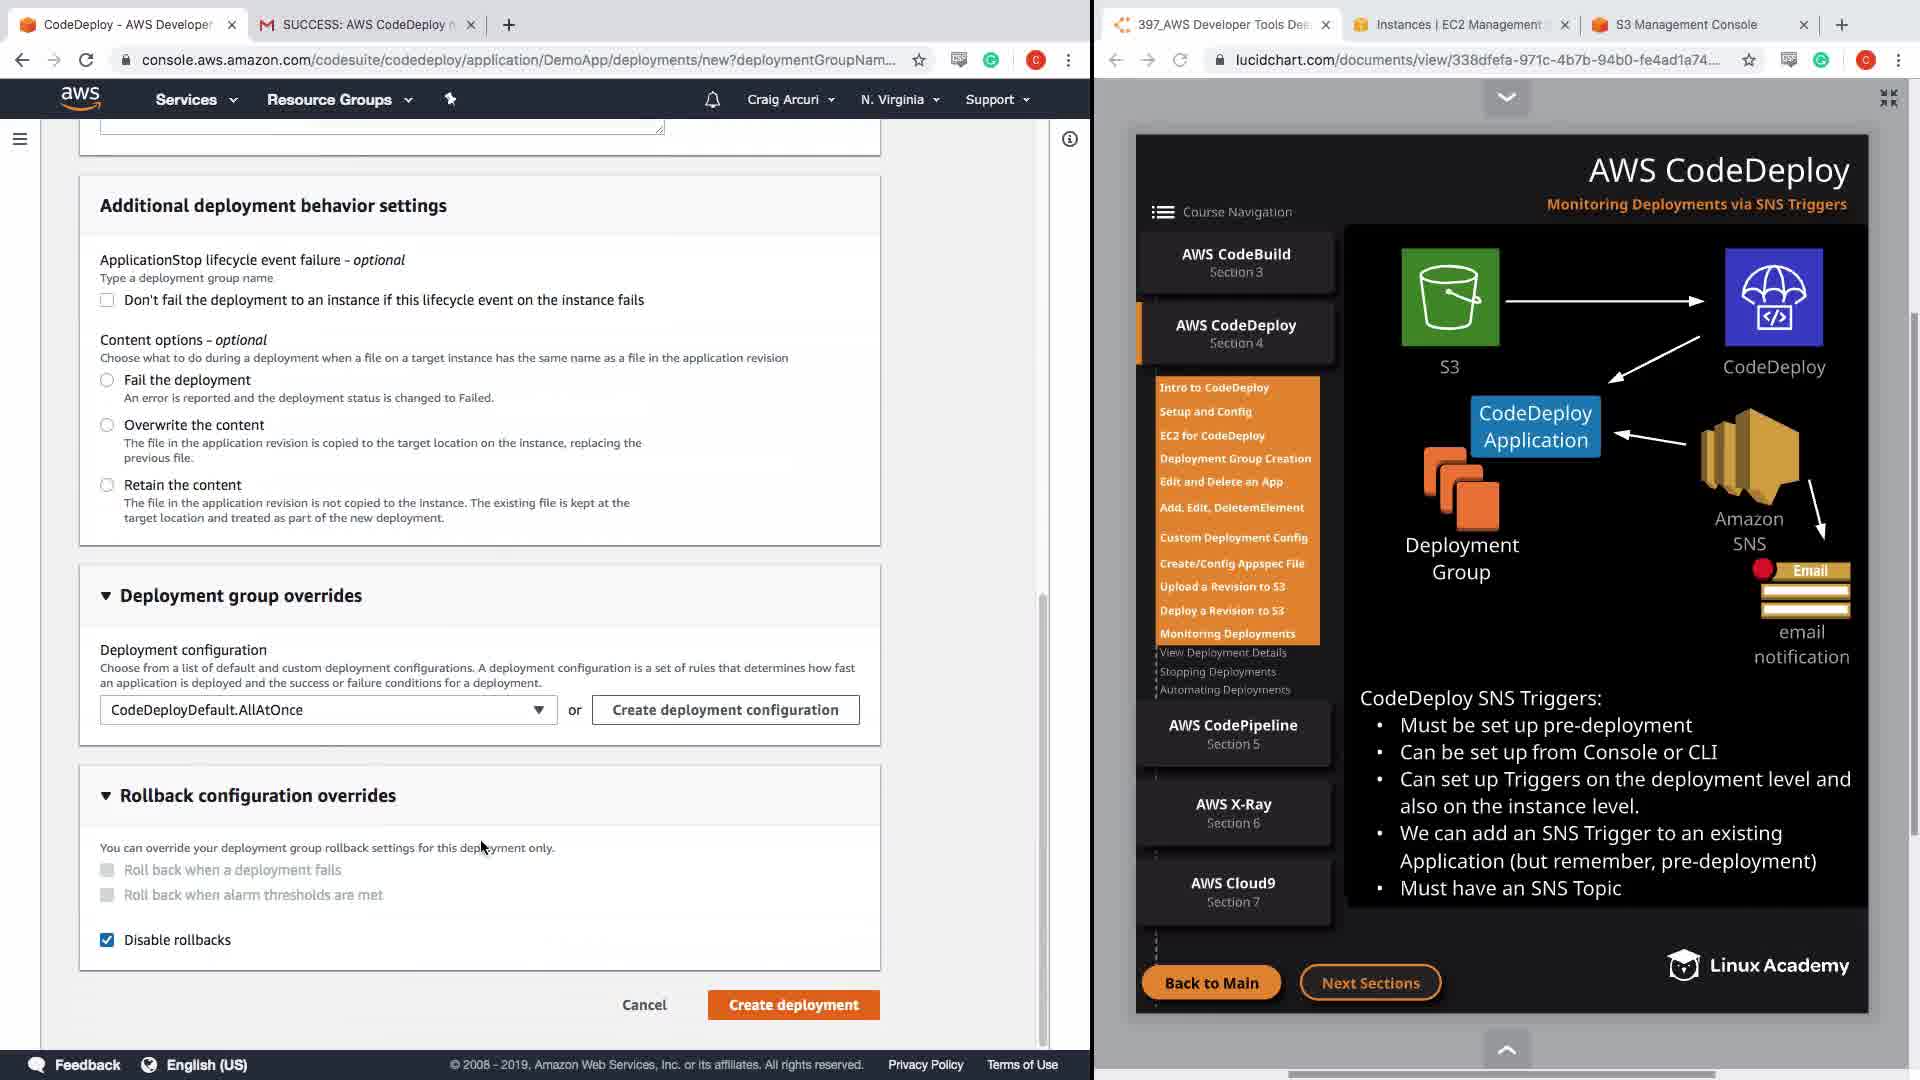 CodeDeploy - AWS Developer
SUCCESS: AWS CodeDeploy n
console.aws.amazon.com/codesuite/codedeploy/application/DemoApp/deployments/new?deploymentGroupNam...
aws
Services
Resource Groups
Craig Arcuri
N. Virginia
Support
Additional deployment behavior settings
ApplicationStop lifecycle event failure - optional
Type a deployment group name
Don't fail the deployment to an instance if this lifecycle event on the instance fails
Content options - optional
Choose what to do during a deployment when a file on a target instance has the same name as a file in the application revision
Fail the deployment
An error is reported and the deployment status is changed to Failed.
Overwrite the content
The file in the application revision is copied to the target location on the instance, replacing the
previous file.
Retain the content
The file in the application revision is not copied to the instance. The existing file is kept at the
target location and treated as part of the new deployment.
Deployment group overrides
Deployment configuration
Choose from a list of default and custom deployment configurations. A deployment configuration is a set of rules that determines how fast
an application is deployed and the success or failure conditions for a deployment.
CodeDeployDefault.AllAtOnce
or
Create deployment configuration
Rollback configuration overrides
You can override your deployment group rollback settings for this deployment only.
Roll back when a deployment fails
Roll back when alarm thresholds are met
Disable rollbacks
Cancel
Create deployment
Feedback
English (US)
© 2008 - 2019, Amazon Web Services, Inc. or its affiliates. All rights reserved.
Privacy Policy
Terms of Use
397_AWS Developer Tools Dee
Instances | EC2 Management
S3 Management Console
lucidchart.com/documents/view/338dfefa-971c-4b7b-94b0-fe4ad1a74...
AWS CodeDeploy
Monitoring Deployments via SNS Triggers
Course Navigation
AWS CodeBuild
Section 3
AWS CodeDeploy
Section 4
Intro to CodeDeploy
Setup and Config
EC2 for CodeDeploy
Deployment Group Creation
Edit and Delete an App
Add, Edit, DeletemElement
Custom Deployment Config
Create/Config Appspec File
Upload a Revision to S3
Deploy a Revision to S3
Monitoring Deployments
View Deployment Details
Stopping Deployments
Automating Deployments
AWS CodePipeline
Section 5
AWS X-Ray
Section 6
AWS Cloud9
Section 7
Back to Main
Next Sections
S3
CodeDeploy
CodeDeploy
Application
Deployment
Group
Amazon
SNS
Email
email
notification
CodeDeploy SNS Triggers:
• Must be set up pre-deployment
• Can be set up from Console or CLI
• Can set up Triggers on the deployment level and
also on the instance level.
• We can add an SNS Trigger to an existing
Application (but remember, pre-deployment)
• Must have an SNS Topic
Linux Academy